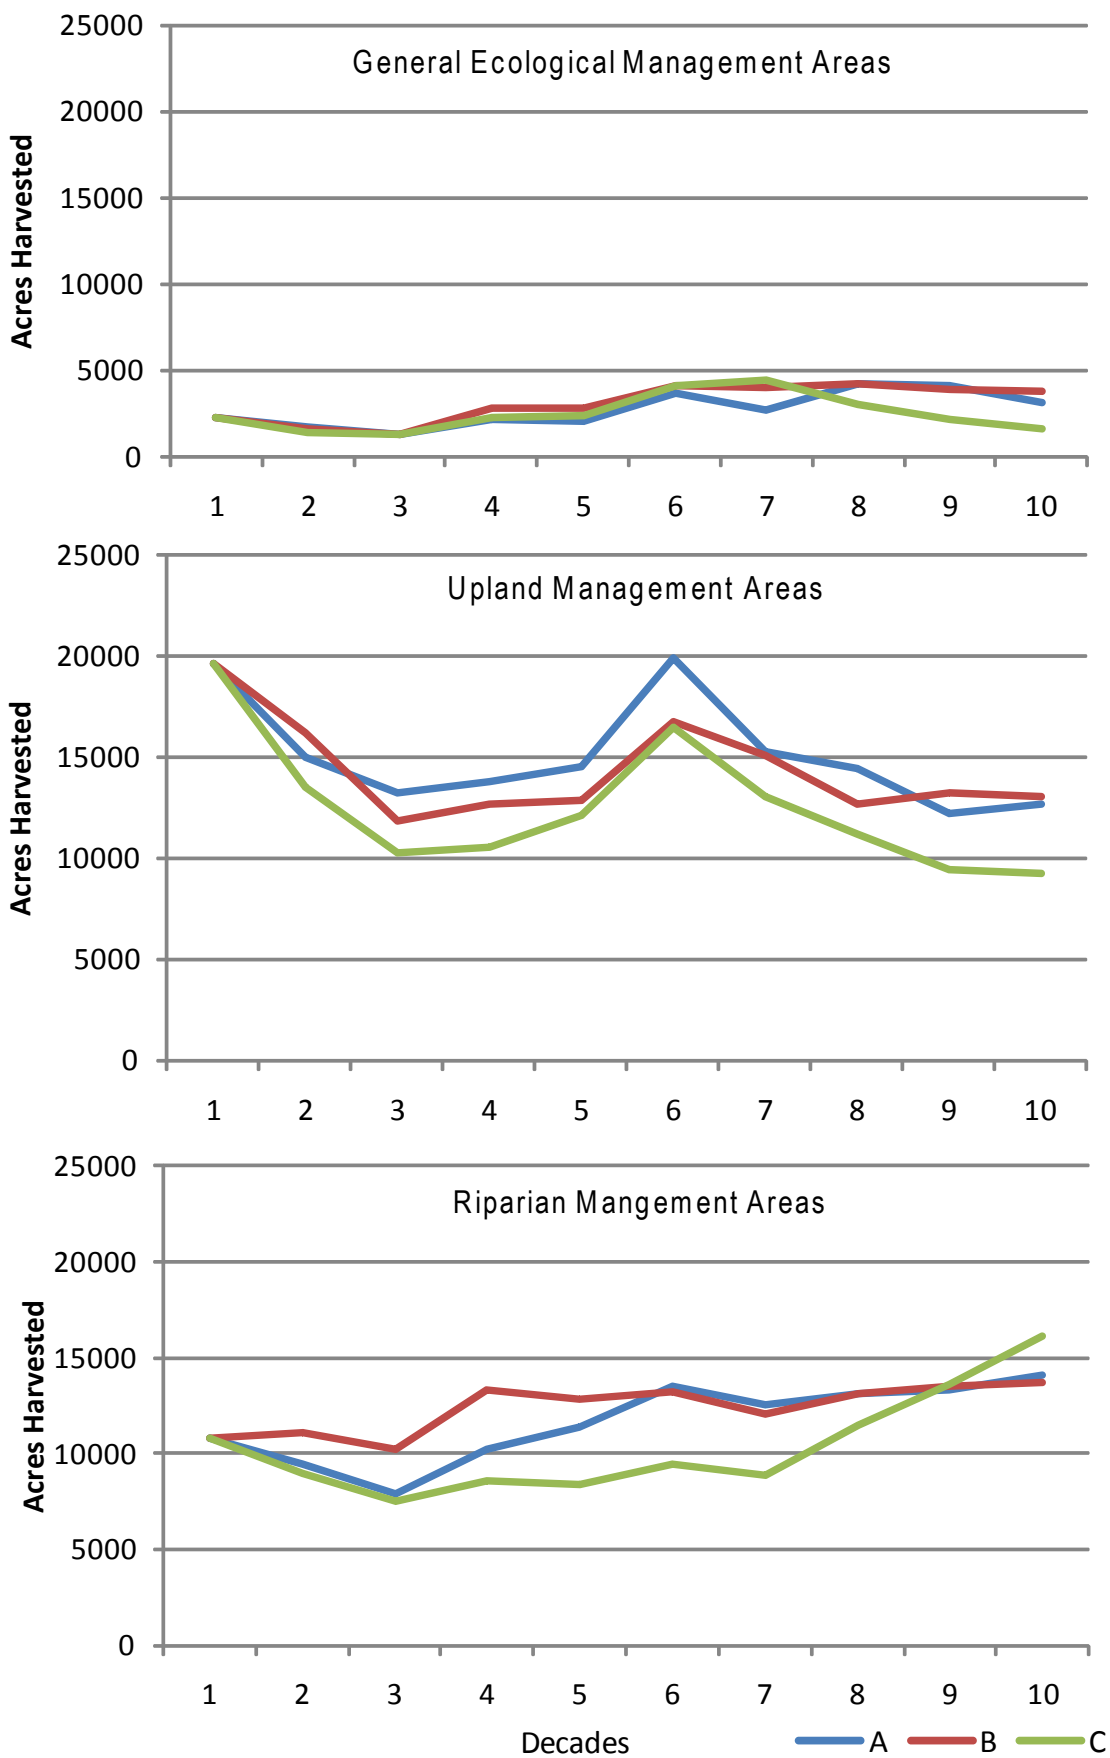 25000
General Ecological Management Areas
20000
15000
10000
5000
0
Acres Harvested
1 2 3 4 5 6 7 8 9 10
25000
Upland Management Areas
20000
15000
10000
5000
0
Acres Harvested
1 2 3 4 5 6 7 8 9 10
25000
Riparian Mangement Areas
20000
15000
10000
5000
0
Acres Harvested
1 2 3 4 5 6 7 8 9 10
Decades
A B C